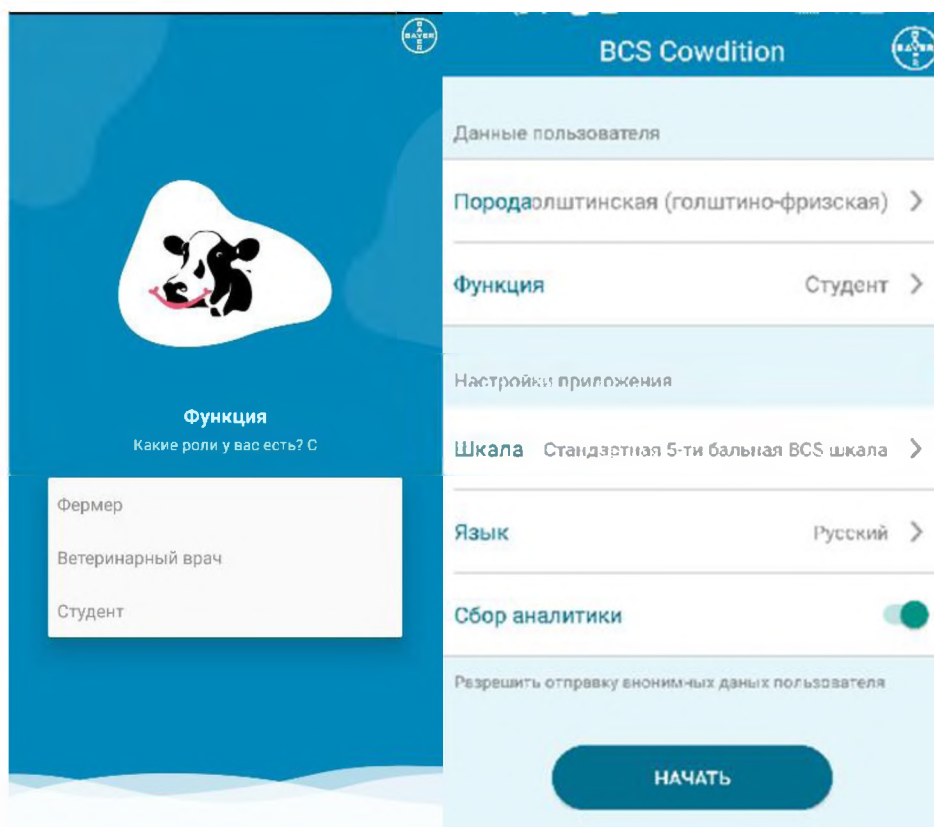 BAYER
Функция
Какие роли у вас есть? С
Фермер
Ветеринарный врач
Студент
BCS Cowdition
BAYER
Данные пользователя
Породаолштинская (голштино-фризская)
Функция Студент
Настройки приложения
Шкала Стандартная 5-ти бальная BCS шкала
Язык Русский
Сбор аналитики
Разрешить отправку анонимных даных пользователя
НАЧАТЬ